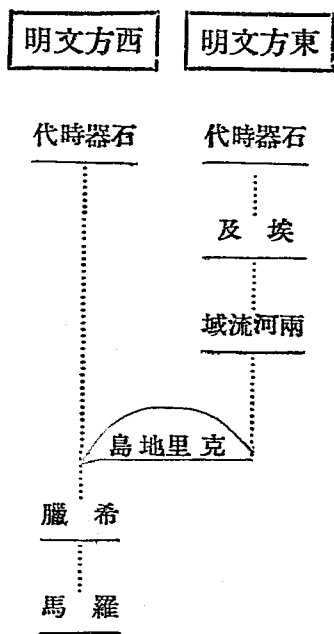 東方文明
西方文明
石器時代
石器時代
埃及
兩河流域
克里地島
希臘
羅馬